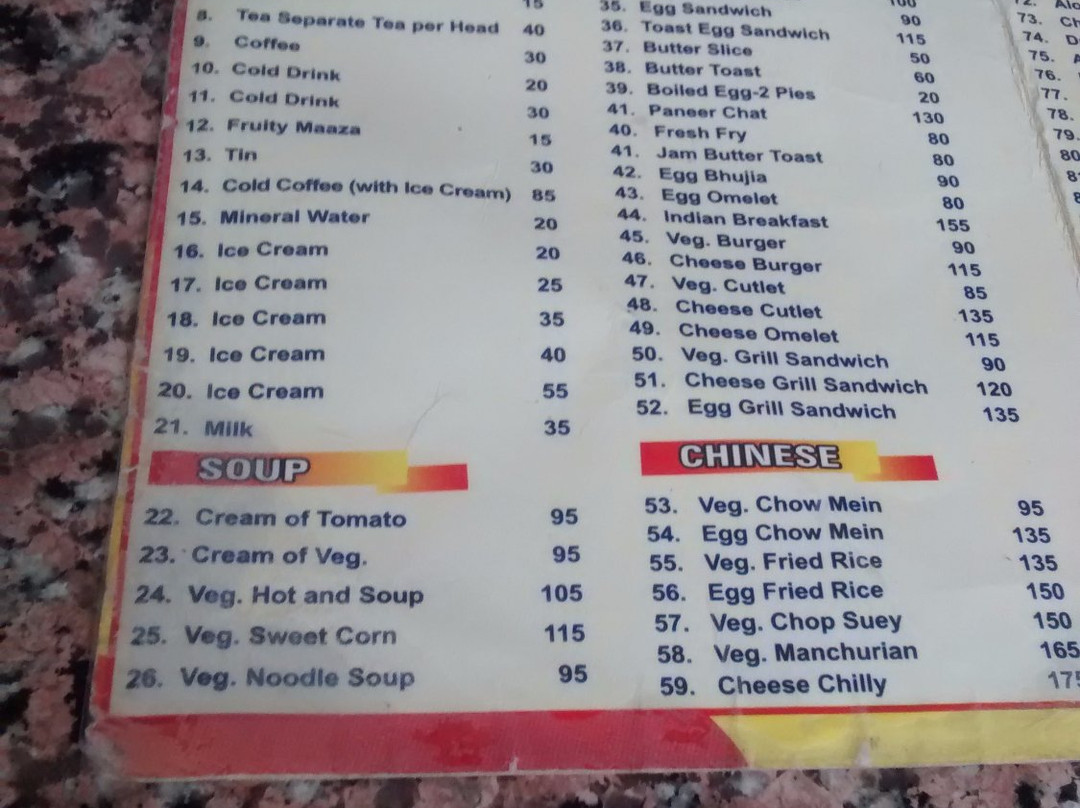 15
8. Tea Separate Tea per Head 40
9. Coffee 30
10. Cold Drink 20
11. Cold Drink 30
12. Fruity Maaza 15
13. Tin 30
14. Cold Coffee (with Ice Cream) 85
15. Mineral Water 20
16. Ice Cream 20
17. Ice Cream 25
18. Ice Cream 35
19. Ice Cream 40
20. Ice Cream 55
21. Milk 35
SOUP
22. Cream of Tomato 95
23. Cream of Veg. 95
24. Veg. Hot and Soup 105
25. Veg. Sweet Corn 115
26. Veg. Noodle Soup 95
35. Egg Sandwich 100
36. Toast Egg Sandwich 90
37. Butter Slice 115
38. Butter Toast 50
39. Boiled Egg-2 Pies 60
41. Paneer Chat 20
40. Fresh Fry 130
41. Jam Butter Toast 80
42. Egg Bhujia 80
43. Egg Omelet 90
44. Indian Breakfast 80
45. Veg. Burger 155
46. Cheese Burger 90
47. Veg. Cutlet 115
48. Cheese Cutlet 85
49. Cheese Omelet 135
50. Veg. Grill Sandwich 115
51. Cheese Grill Sandwich 90
52. Egg Grill Sandwich 120
135
CHINESE
53. Veg. Chow Mein 95
54. Egg Chow Mein 135
55. Veg. Fried Rice 135
56. Egg Fried Rice 150
57. Veg. Chop Suey 150
58. Veg. Manchurian 165
59. Cheese Chilly 175
73.
74.
75.
76.
77.
78.
79.
80